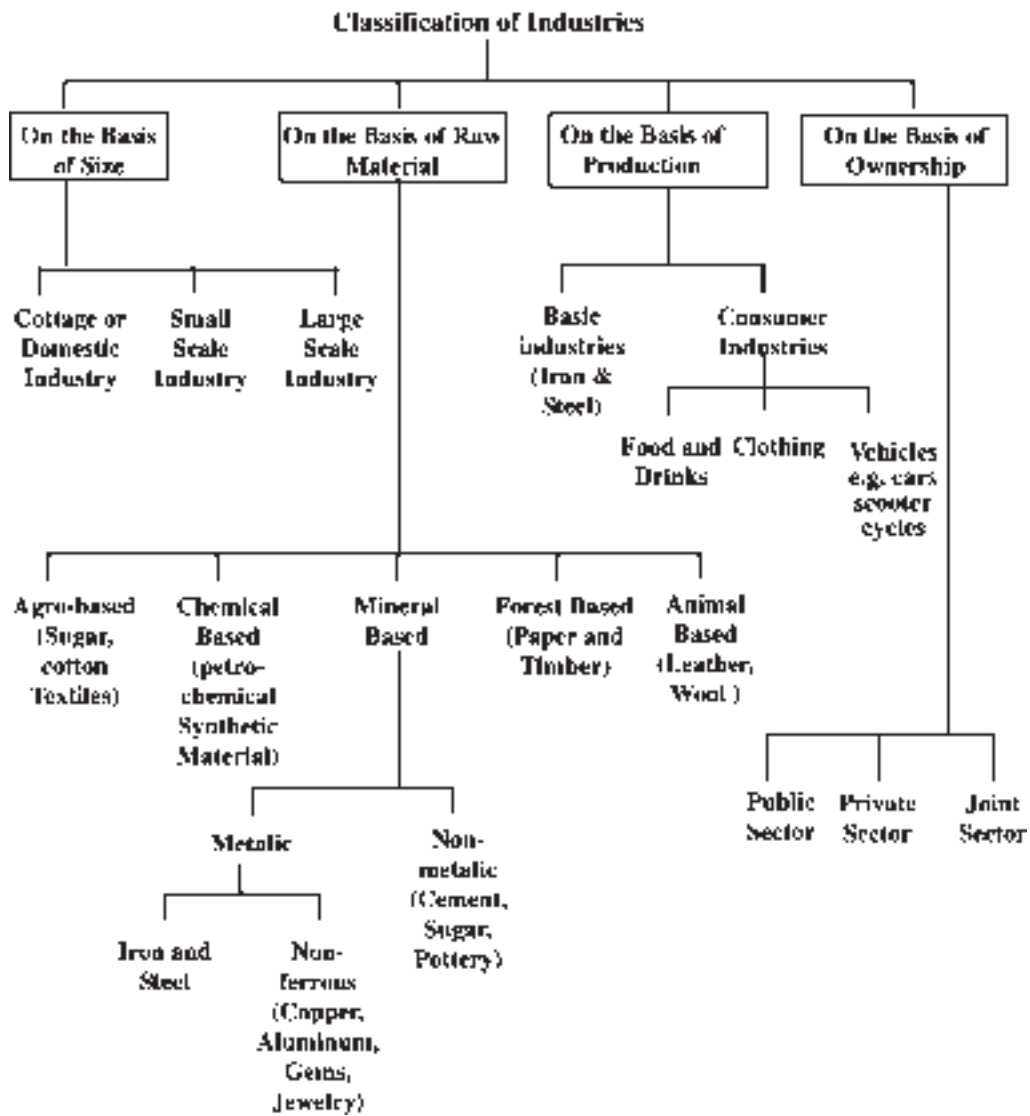 Classification of Industries
On the Basis
of Size
On the Basis of Raw
Material
On the Basis of
Production
On the Basis of
Ownership
Cottage or
Domestic
Industry
Small
Scale
Industry
Large
Scale
Industry
Basic
industries
(Iron &
Steel)
Consumer
Industries
Food and
Drinks
Clothing
Vehicles
e.g. cars
scooter
cycles
Agro-based
(Sugar,
cotton
Textiles)
Chemical
Based
(petro-
chemical
Synthetic
Material)
Mineral
Based
Forest Based
(Paper and
Timber)
Animal
Based
(Leather,
Wool )
Public
Sector
Private
Sector
Joint
Sector
Metalic
Non-
metalic
(Cement,
Sugar,
Pottery)
Iron and
Steel
Non-
ferrous
(Copper,
Aluminum,
Gems,
Jewelry)